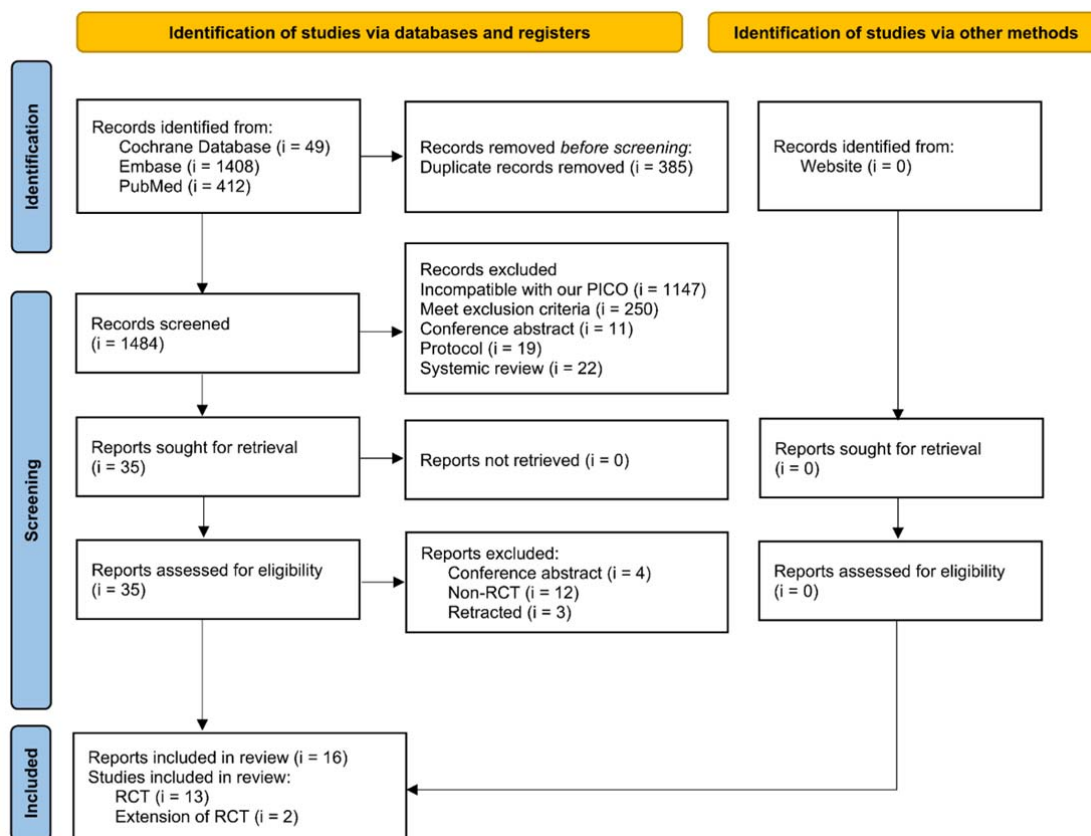 Identification of studies via databases and registers
Identification of studies via other methods
Identification
Records identified from:
Cochrane Database (i = 49)
Embase (i = 1408)
PubMed (i = 412)
Records removed before screening:
Duplicate records removed (i = 385)
Records identified from:
Website (i = 0)
Screening
Records screened
(i = 1484)
Records excluded
Incompatible with our PICO (i = 1147)
Meet exclusion criteria (i = 250)
Conference abstract (i = 11)
Protocol (i = 19)
Systemic review (i = 22)
Reports sought for retrieval
(i = 35)
Reports not retrieved (i = 0)
Reports sought for retrieval
(i = 0)
Reports assessed for eligibility
(i = 35)
Reports excluded:
Conference abstract (i = 4)
Non-RCT (i = 12)
Retracted (i = 3)
Reports assessed for eligibility
(i = 0)
Included
Reports included in review (i = 16)
Studies included in review:
RCT (i = 13)
Extension of RCT (i = 2)